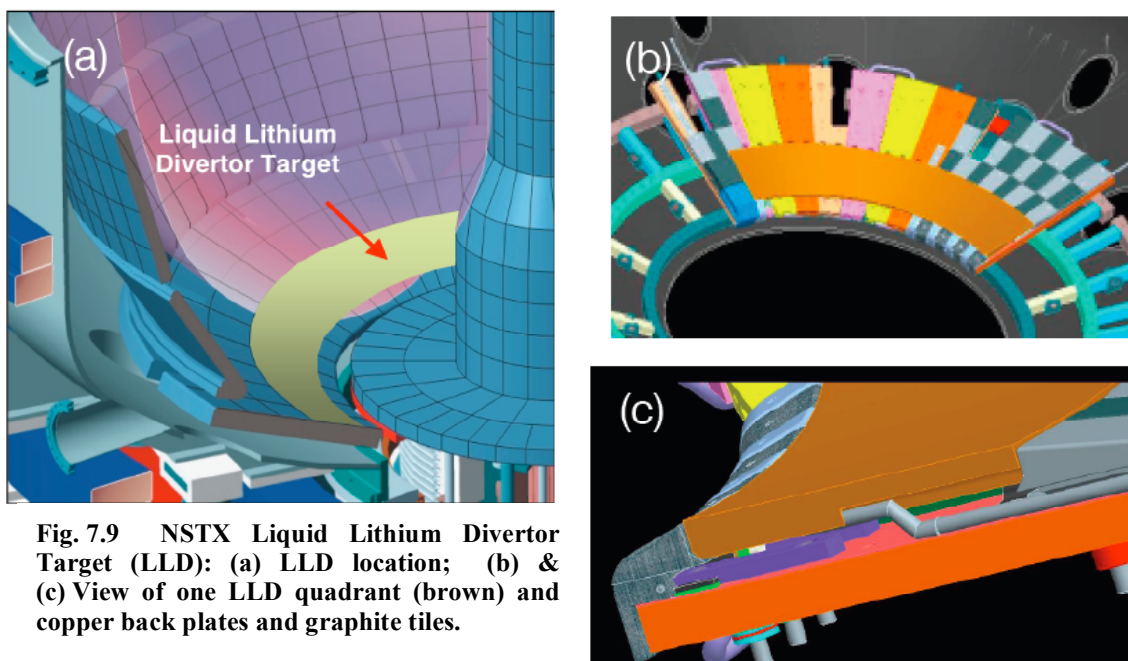 (a)
Liquid Lithium
Divertor Target
(b)
(c)
Fig. 7.9 NSTX Liquid Lithium Divertor
Target (LLD): (a) LLD location; (b) &
(c) View of one LLD quadrant (brown) and
copper back plates and graphite tiles.